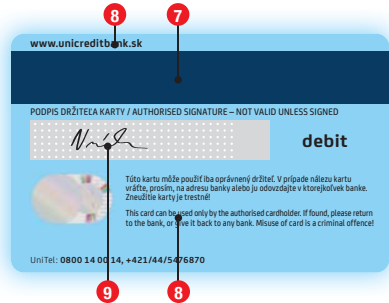 8
7
www.unicreditbank.sk
PODPIS DRŽITEĽA KARTY / AUTHORISED SIGNATURE – NOT VALID UNLESS SIGNED
debit
Túto kartu môže použiť iba oprávnený držiteľ. V prípade nálezu kartu
vráťte, prosím, na adresu banky alebo ju odovzdajte v ktorejkoľvek banke.
Zneužitie karty je trestné!
This card can be used only by the authorised cardholder. If found, please return
to the bank, or give it back to any bank. Misuse of card is a criminal offence!
UniTel: 0800 14 00 14, +421/44/5476870
9
8